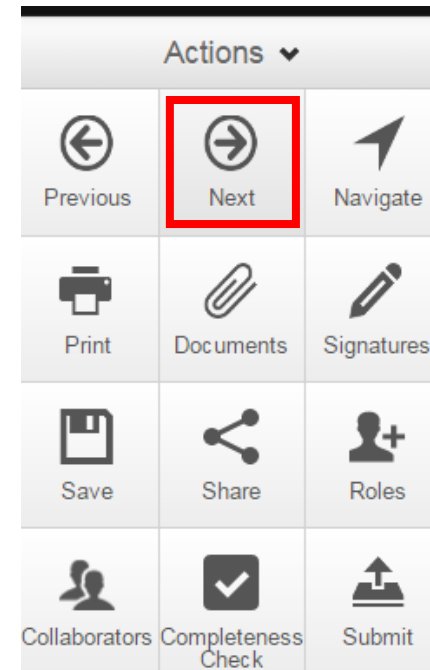 Actions
Previous
Next
Navigate
Print
Documents
Signatures
Save
Share
Roles
Collaborators
Completeness
Check
Submit